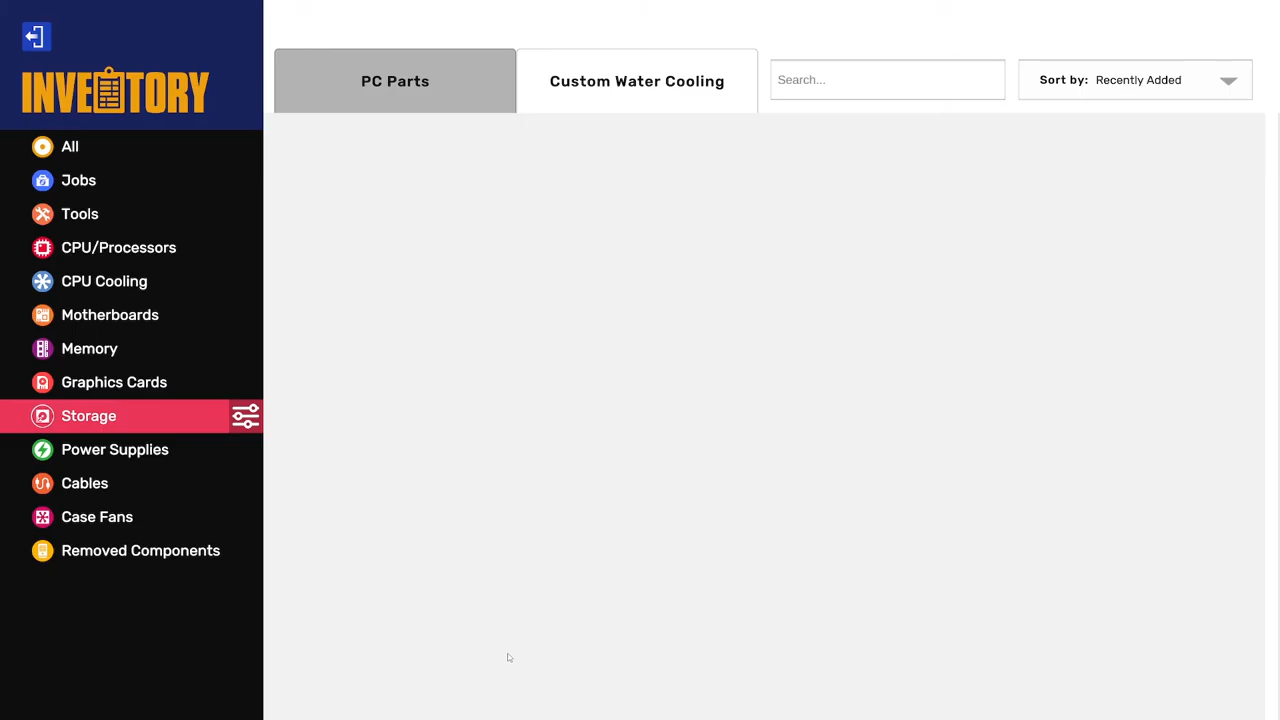 INVENTORY
PC Parts
Custom Water Cooling
Search...
Sort by: Recently Added
All
Jobs
Tools
CPU/Processors
CPU Cooling
Motherboards
Memory
Graphics Cards
Storage
Power Supplies
Cables
Case Fans
Removed Components